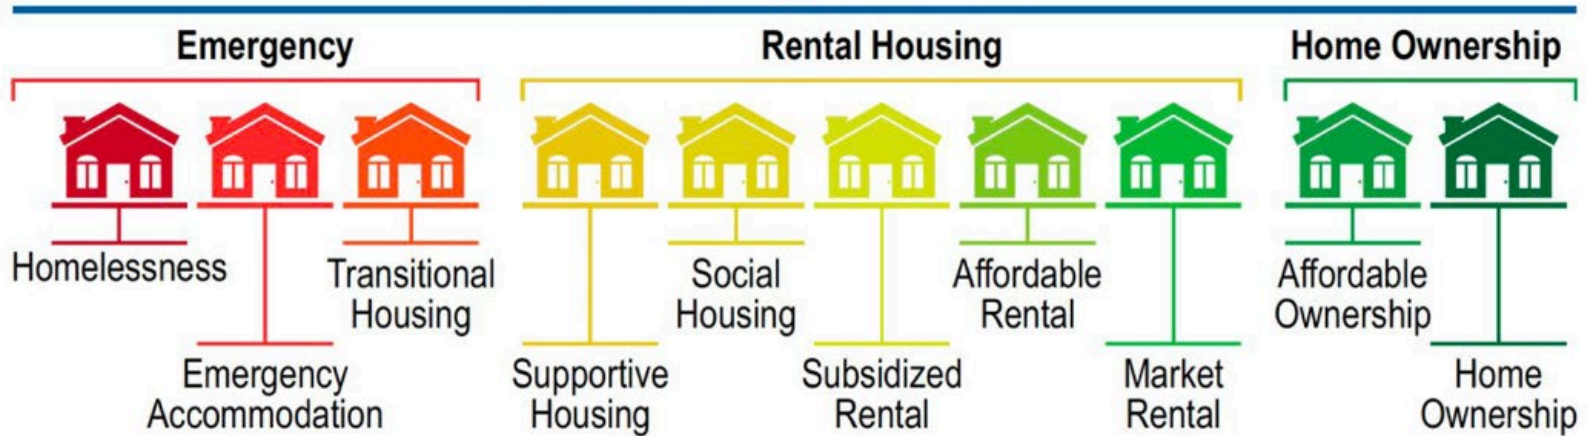 Emergency
Rental Housing
Home Ownership
Homelessness
Emergency
Accommodation
Transitional
Housing
Supportive
Housing
Social
Housing
Subsidized
Rental
Affordable
Rental
Market
Rental
Affordable
Ownership
Home
Ownership